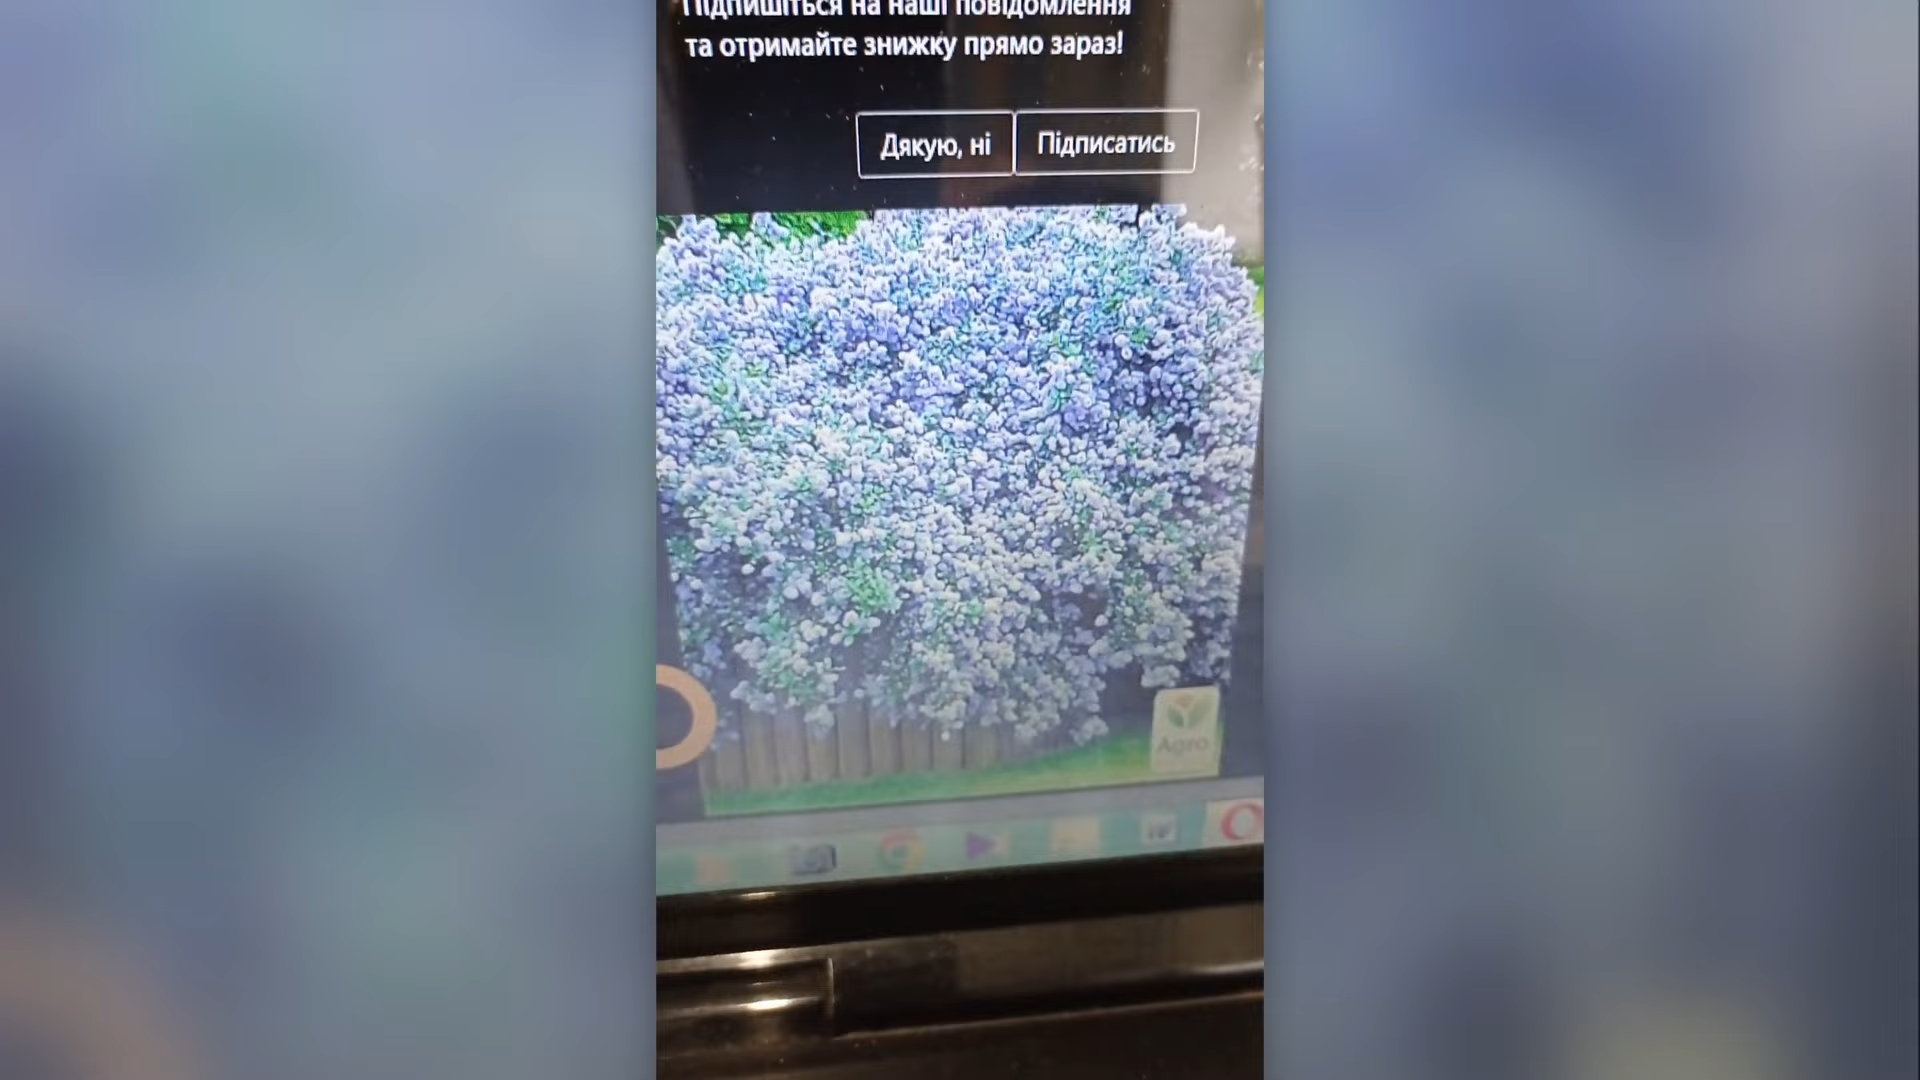 Підпишіться на наші повідомлення
та отримайте знижку прямо зараз!
Дякую, ні
Підписатись
Agro